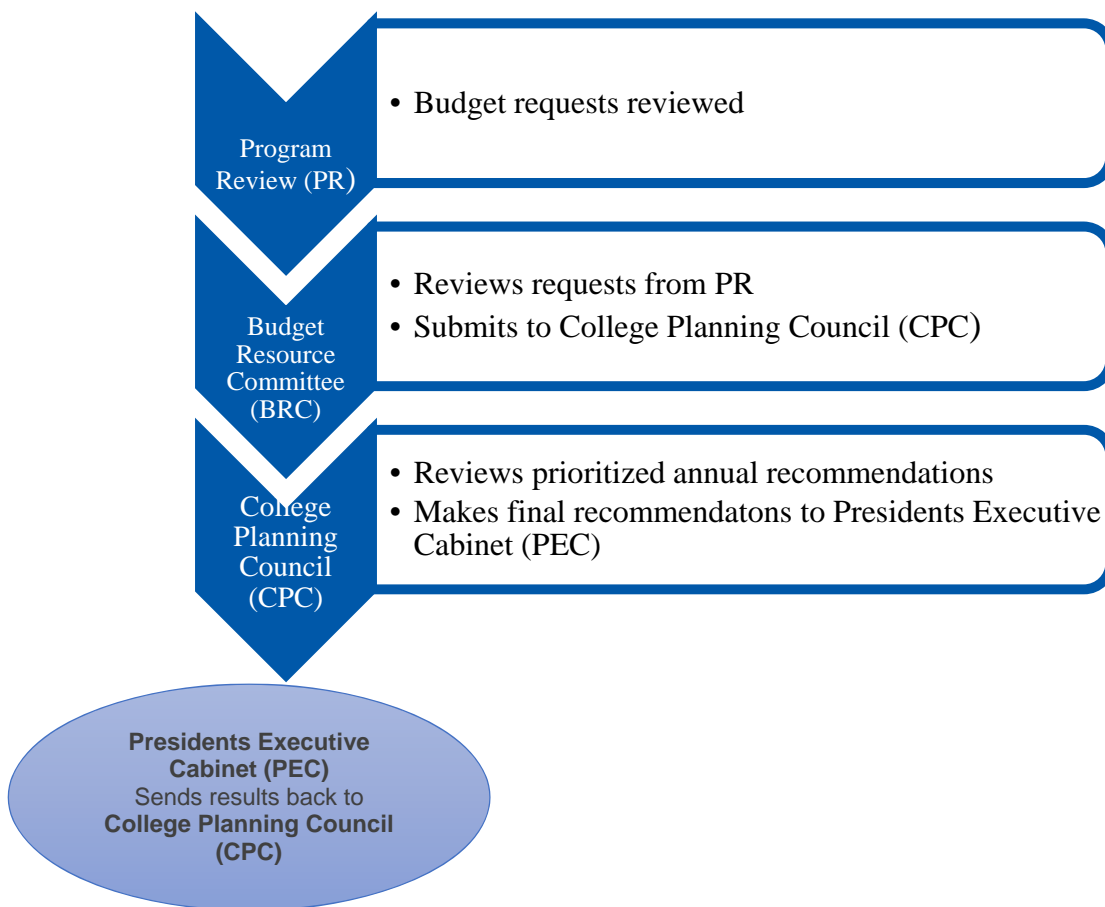 Program
Review (PR)
• Budget requests reviewed
Budget
Resource
Committee
(BRC)
• Reviews requests from PR
• Submits to College Planning Council (CPC)
College
Planning
Council
(CPC)
• Reviews prioritized annual recommendations
• Makes final recommendatons to Presidents Executive
Cabinet (PEC)
Presidents Executive
Cabinet (PEC)
Sends results back to
College Planning Council
(CPC)